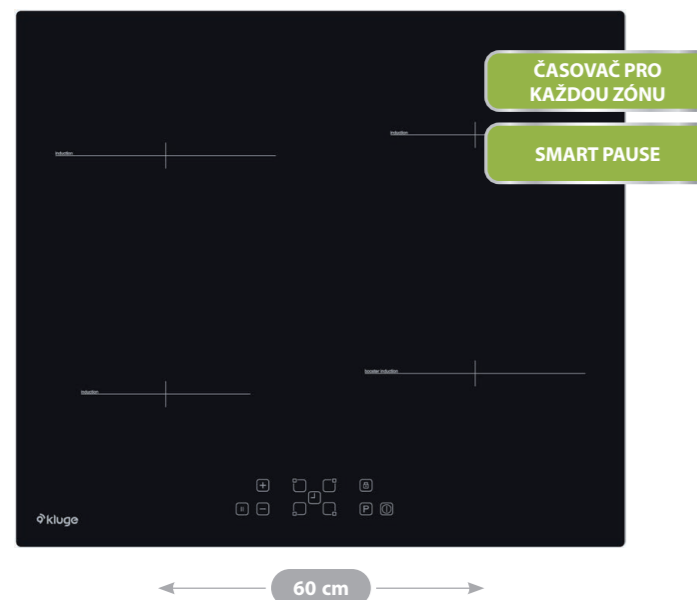 ČASOVAČ PRO
KAŽDOU ZÓNU
SMART PAUSE
Induction
Induction
Induction
booster induction
P
kluge
60 cm